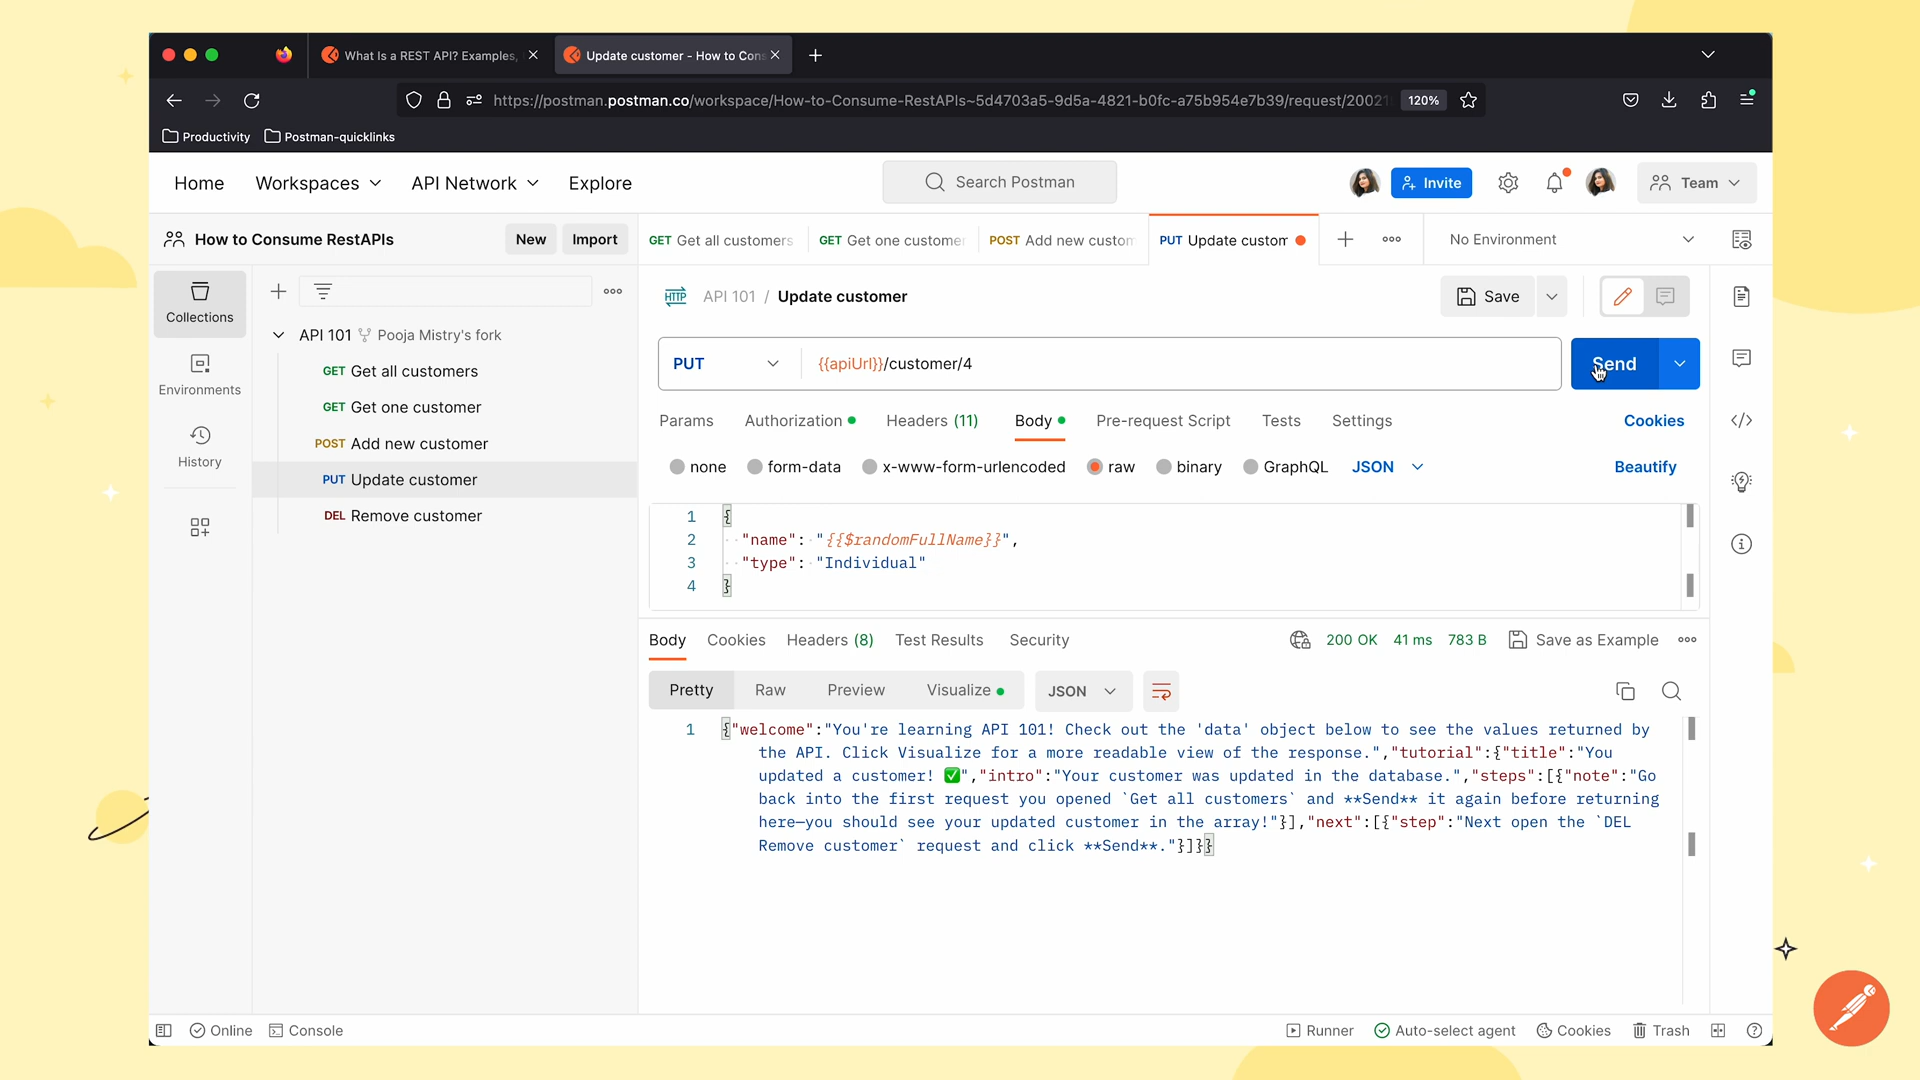 What Is a REST API? Examples,
Update customer - How to Cons
https://postman.postman.co/workspace/How-to-Consume-RestAPIs~5d4703a5-9d5a-4821-b0fc-a75b954e7b39/request/20021
120%
Productivity
Postman-quicklinks
Home
Workspaces
API Network
Explore
Search Postman
Invite
Team
How to Consume RestAPIs
New
Import
GET Get all customers
GET Get one customer
POST Add new custom
PUT Update custom
No Environment
Collections
Environments
History
API 101
Pooja Mistry's fork
GET Get all customers
GET Get one customer
POST Add new customer
PUT Update customer
DEL Remove customer
HTTP
API 101 / Update customer
Save
PUT
{{apiUrl}}/customer/4
Send
Params
Authorization
Headers (11)
Body
Pre-request Script
Tests
Settings
Cookies
none
form-data
x-www-form-urlencoded
raw
binary
GraphQL
JSON
Beautify
1 {
2 "name": "{{$randomFullName}}",
3 "type": "Individual"
4 }
Body
Cookies
Headers (8)
Test Results
Security
200 OK
41 ms
783 B
Save as Example
Pretty
Raw
Preview
Visualize
JSON
1 {"welcome":"You're learning API 101! Check out the 'data' object below to see the values returned by
the API. Click Visualize for a more readable view of the response.","tutorial":{"title":"You
updated a customer! ✅","intro":"Your customer was updated in the database.","steps":[{"note":"Go
back into the first request you opened `Get all customers` and **Send** it again before returning
here—you should see your updated customer in the array!"}],"next":[{"step":"Next open the `DEL
Remove customer` request and click **Send**."}]}}
Online
Console
Runner
Auto-select agent
Cookies
Trash